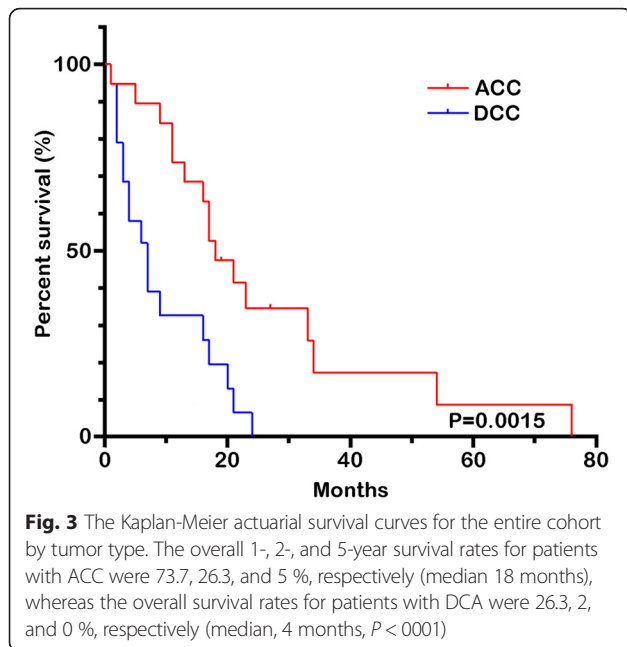 100
50
0
Percent survival (%)
ACC
DCC
P=0.0015
0 20 40 60 80
Months
Fig. 3 The Kaplan-Meier actuarial survival curves for the entire cohort
by tumor type. The overall 1-, 2-, and 5-year survival rates for patients
with ACC were 73.7, 26.3, and 5 %, respectively (median 18 months),
whereas the overall survival rates for patients with DCA were 26.3, 2,
and 0 %, respectively (median, 4 months, P < 0001)